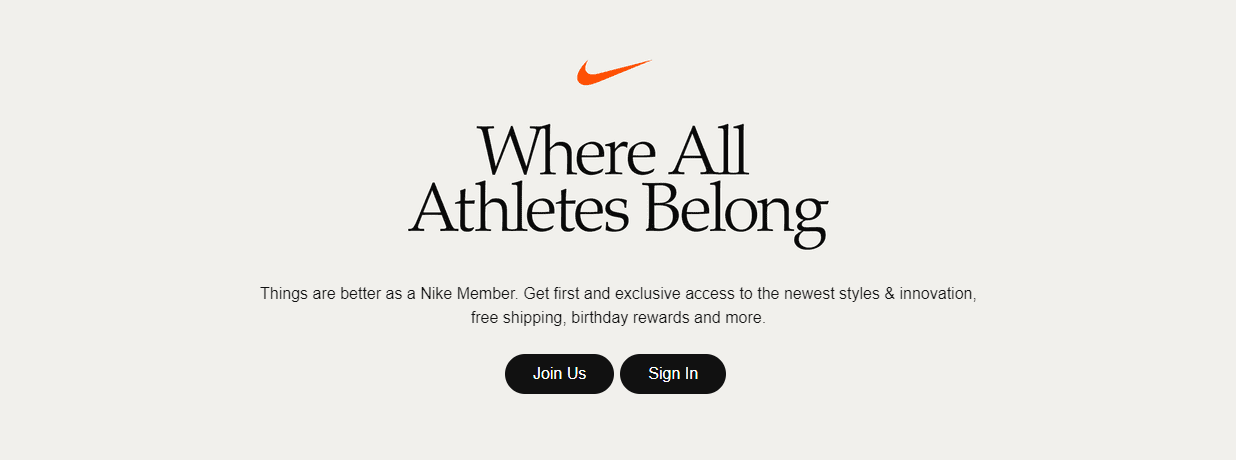 Where All
Athletes Belong
Things are better as a Nike Member. Get first and exclusive access to the newest styles & innovation,
free shipping, birthday rewards and more.
Join Us
Sign In